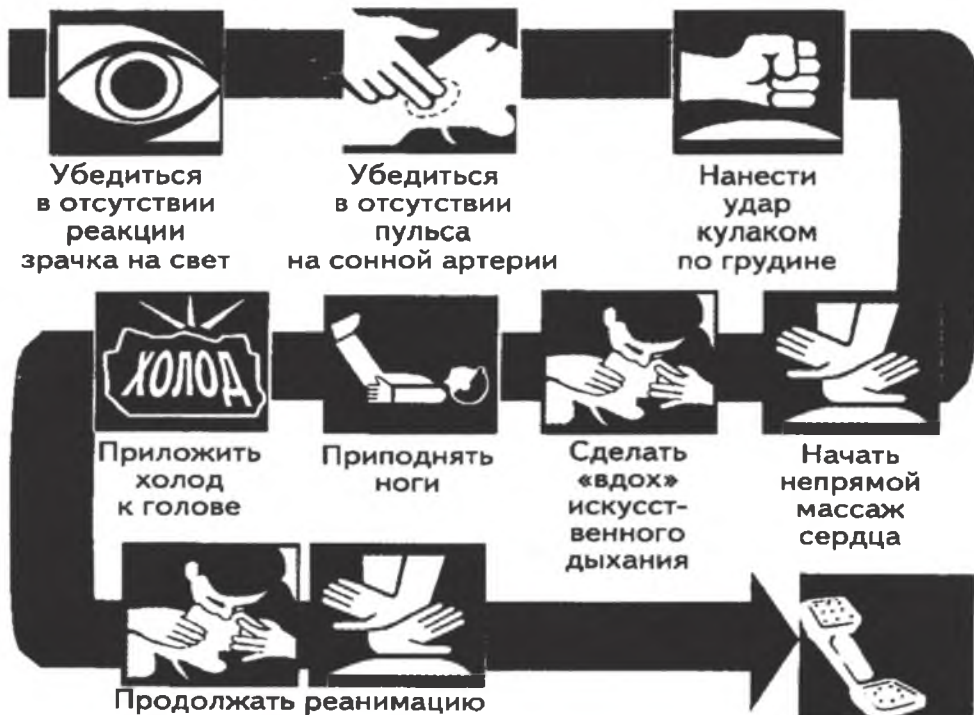 Убедиться
в отсутствии
реакции
зрачка на свет
Убедиться
в отсутствии
пульса
на сонной артерии
Нанести
удар
кулаком
по грудине
ХОЛОД
Приложить
холод
к голове
Приподнять
ноги
Сделать
«вдох»
искусст-
венного
дыхания
Начать
непрямой
массаж
сердца
Продолжать реанимацию